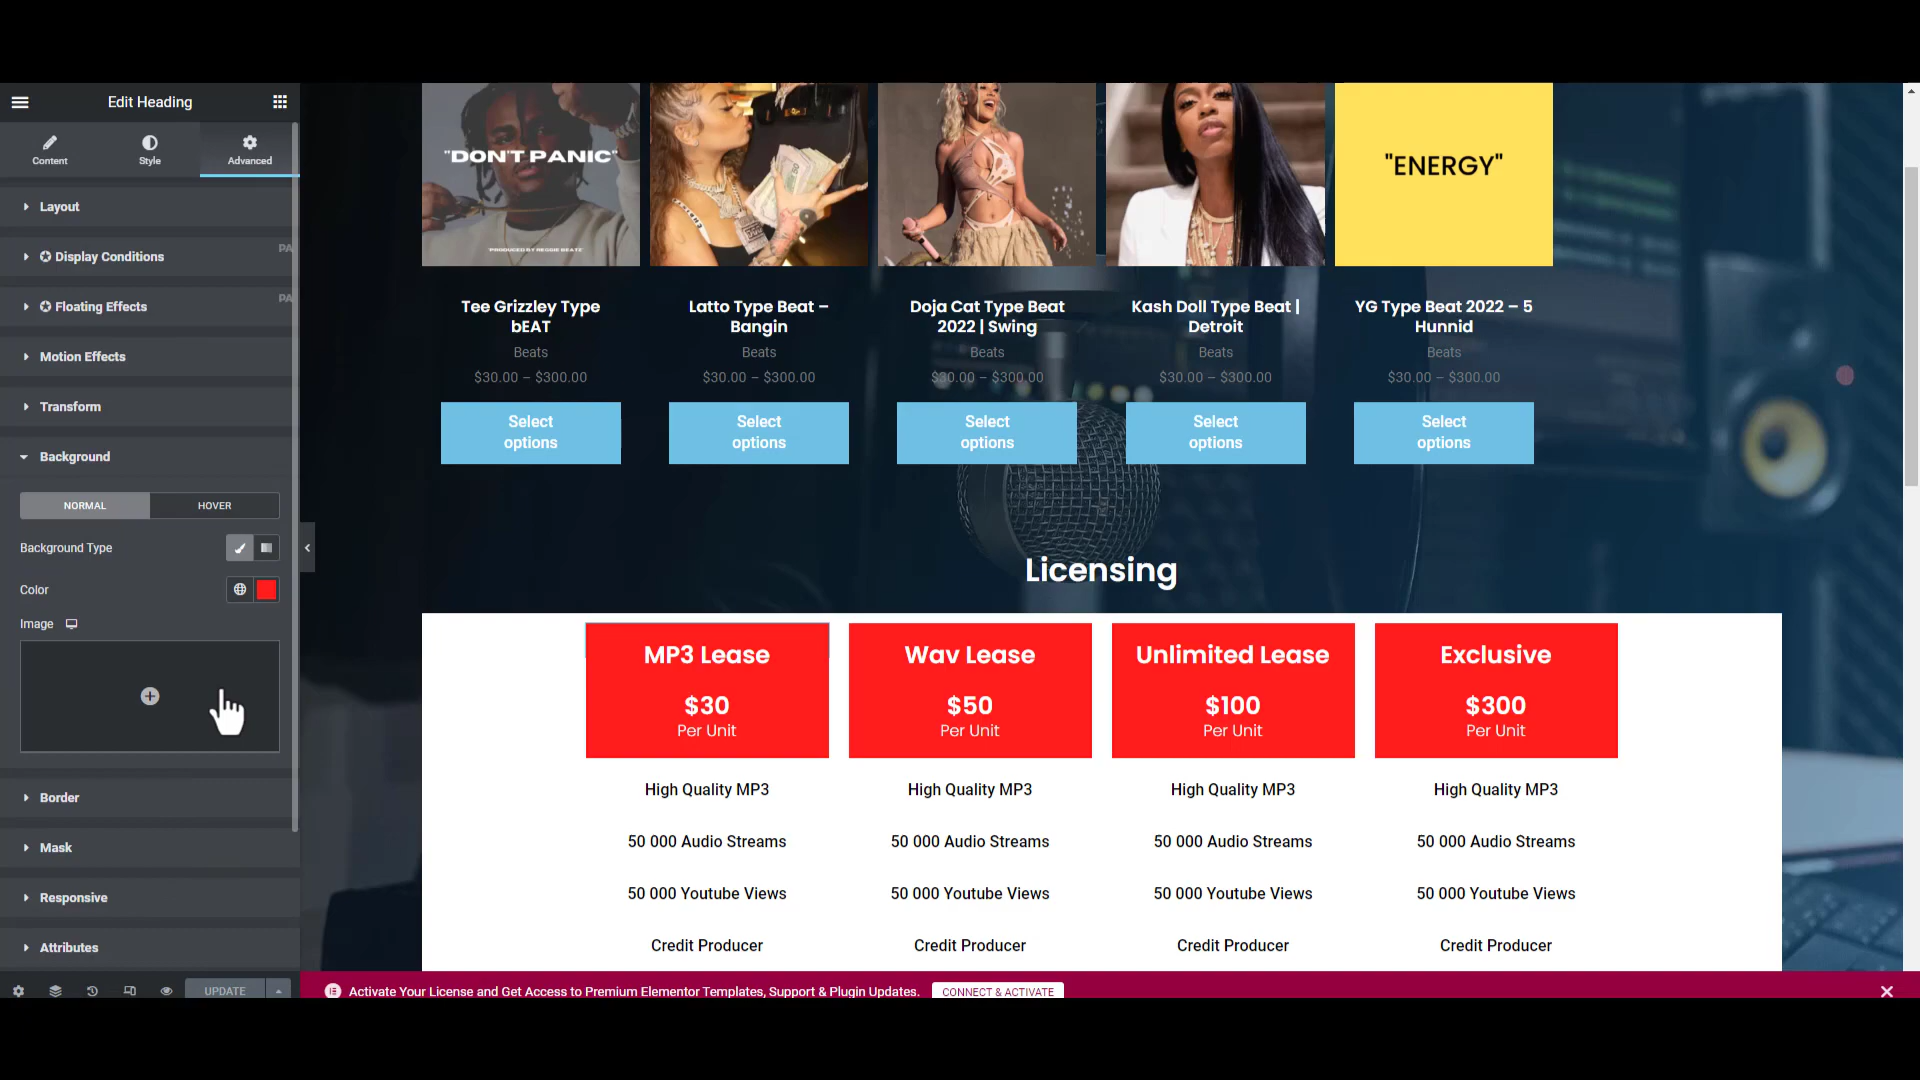 Edit Heading
Content
Style
Advanced
Layout
Display Conditions
Floating Effects
Motion Effects
Transform
Background
NORMAL
HOVER
Background Type
Color
Image
Border
Mask
Responsive
Attributes
UPDATE
"DON'T PANIC"
"PRODUCED BY REGGIE BEATS"
"ENERGY"
Tee Grizzley Type
bEAT
Beats
$30.00 – $300.00
Select
options
Latto Type Beat –
Bangin
Beats
$30.00 – $300.00
Select
options
Doja Cat Type Beat
2022 | Swing
Beats
$30.00 – $300.00
Select
options
Kash Doll Type Beat |
Detroit
Beats
$30.00 – $300.00
Select
options
YG Type Beat 2022 – 5
Hunnid
Beats
$30.00 – $300.00
Select
options
Licensing
MP3 Lease
$30
Per Unit
High Quality MP3
50 000 Audio Streams
50 000 Youtube Views
Credit Producer
Wav Lease
$50
Per Unit
High Quality MP3
50 000 Audio Streams
50 000 Youtube Views
Credit Producer
Unlimited Lease
$100
Per Unit
High Quality MP3
50 000 Audio Streams
50 000 Youtube Views
Credit Producer
Exclusive
$300
Per Unit
High Quality MP3
50 000 Audio Streams
50 000 Youtube Views
Credit Producer
Activate Your License and Get Access to Premium Elementor Templates, Support & Plugin Updates.
CONNECT & ACTIVATE